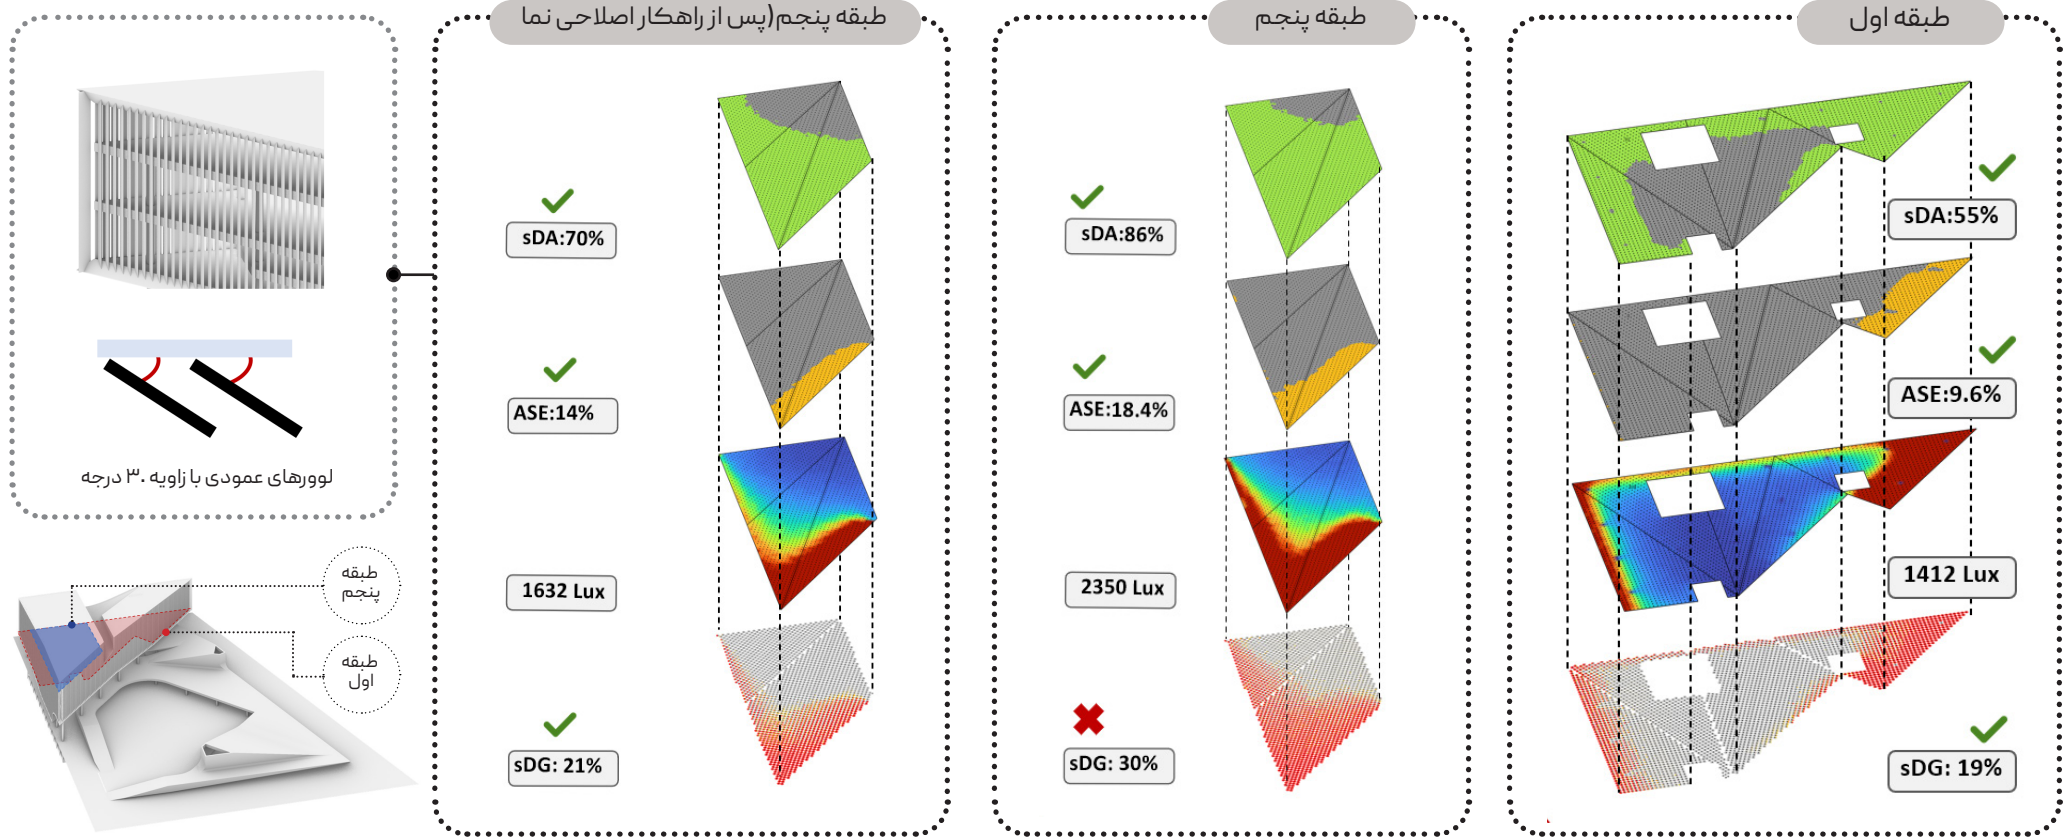 طبقه اول
sDA:55%
ASE:9.6%
1412 Lux
sDG: 19%
طبقه پنجم
sDA:86%
ASE:18.4%
2350 Lux
sDG: 30%
طبقه پنجم(پس از راهکار اصلاحی نما
sDA:70%
ASE:14%
1632 Lux
sDG: 21%
لوورهای عمودی با زاویه ۳۰ درجه
طبقه
پنجم
طبقه
اول